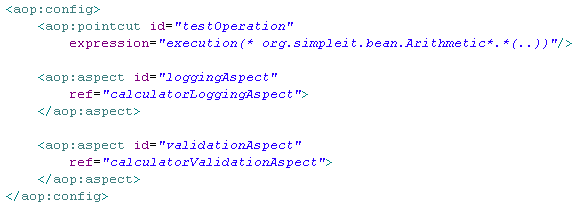 <aop:config>
<aop:pointcut id="testOperation"
expression="execution(* org.simpleit.bean.Arithmetic*.*(..))"/>
<aop:aspect id="loggingAspect"
ref="calculatorLoggingAspect">
</aop:aspect>
<aop:aspect id="validationAspect"
ref="calculatorValidationAspect">
</aop:aspect>
</aop:config>